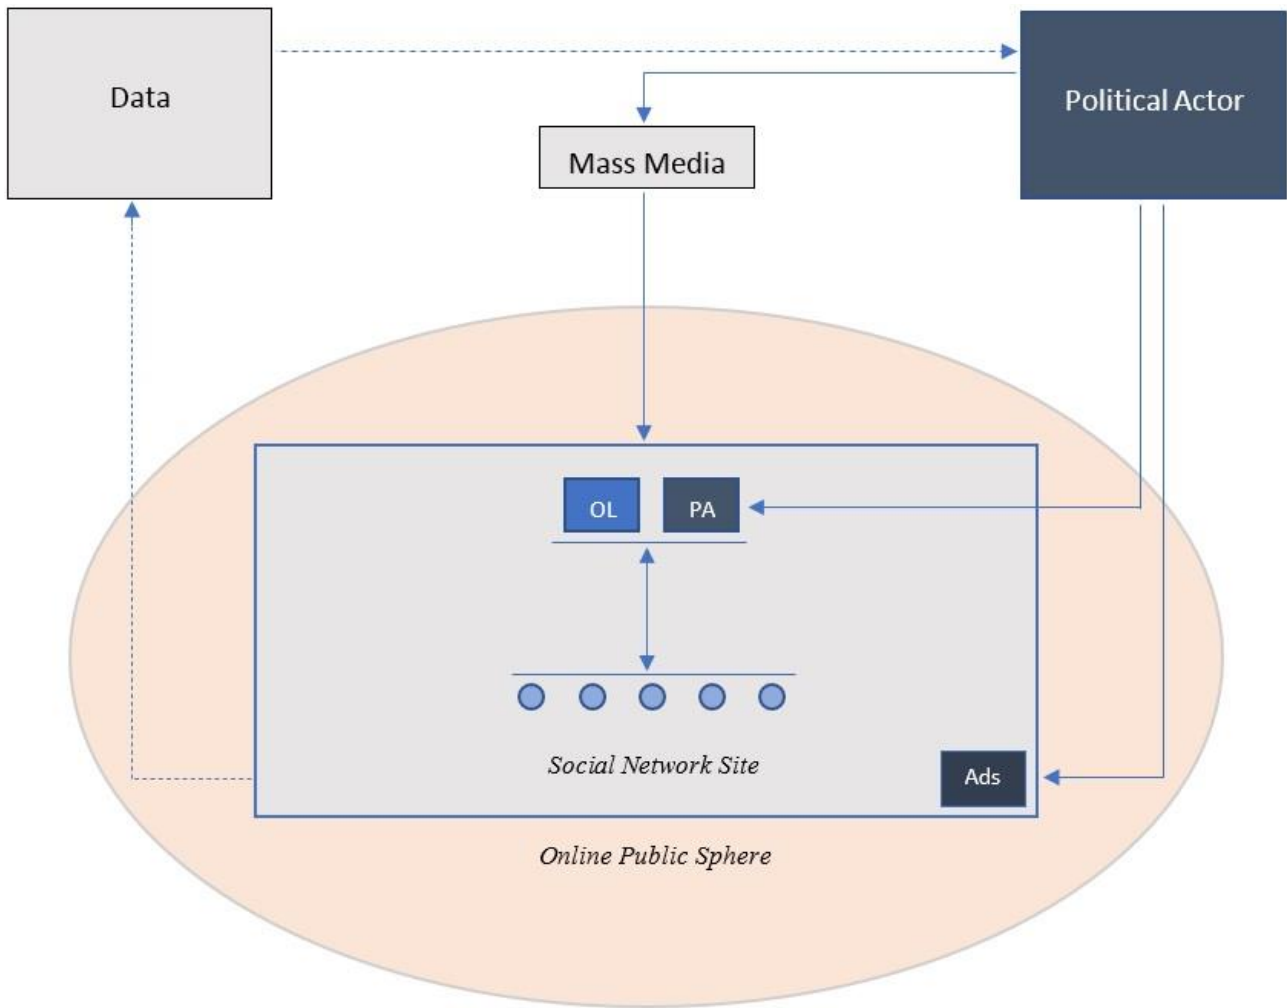 Data
Political Actor
Mass Media
OL
PA
Social Network Site
Ads
Online Public Sphere